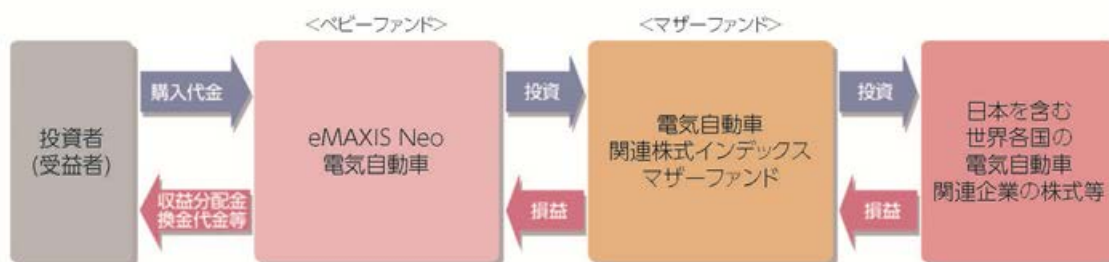 <ベビーファンド>
<マザーファンド>
投資者
(受益者)
購入代金
収益分配金
換金代金等
eMAXIS Neo
電気自動車
投資
損益
電気自動車
関連株式インデックス
マザーファンド
投資
損益
日本を含む
世界各国の
電気自動車
関連企業の株式等